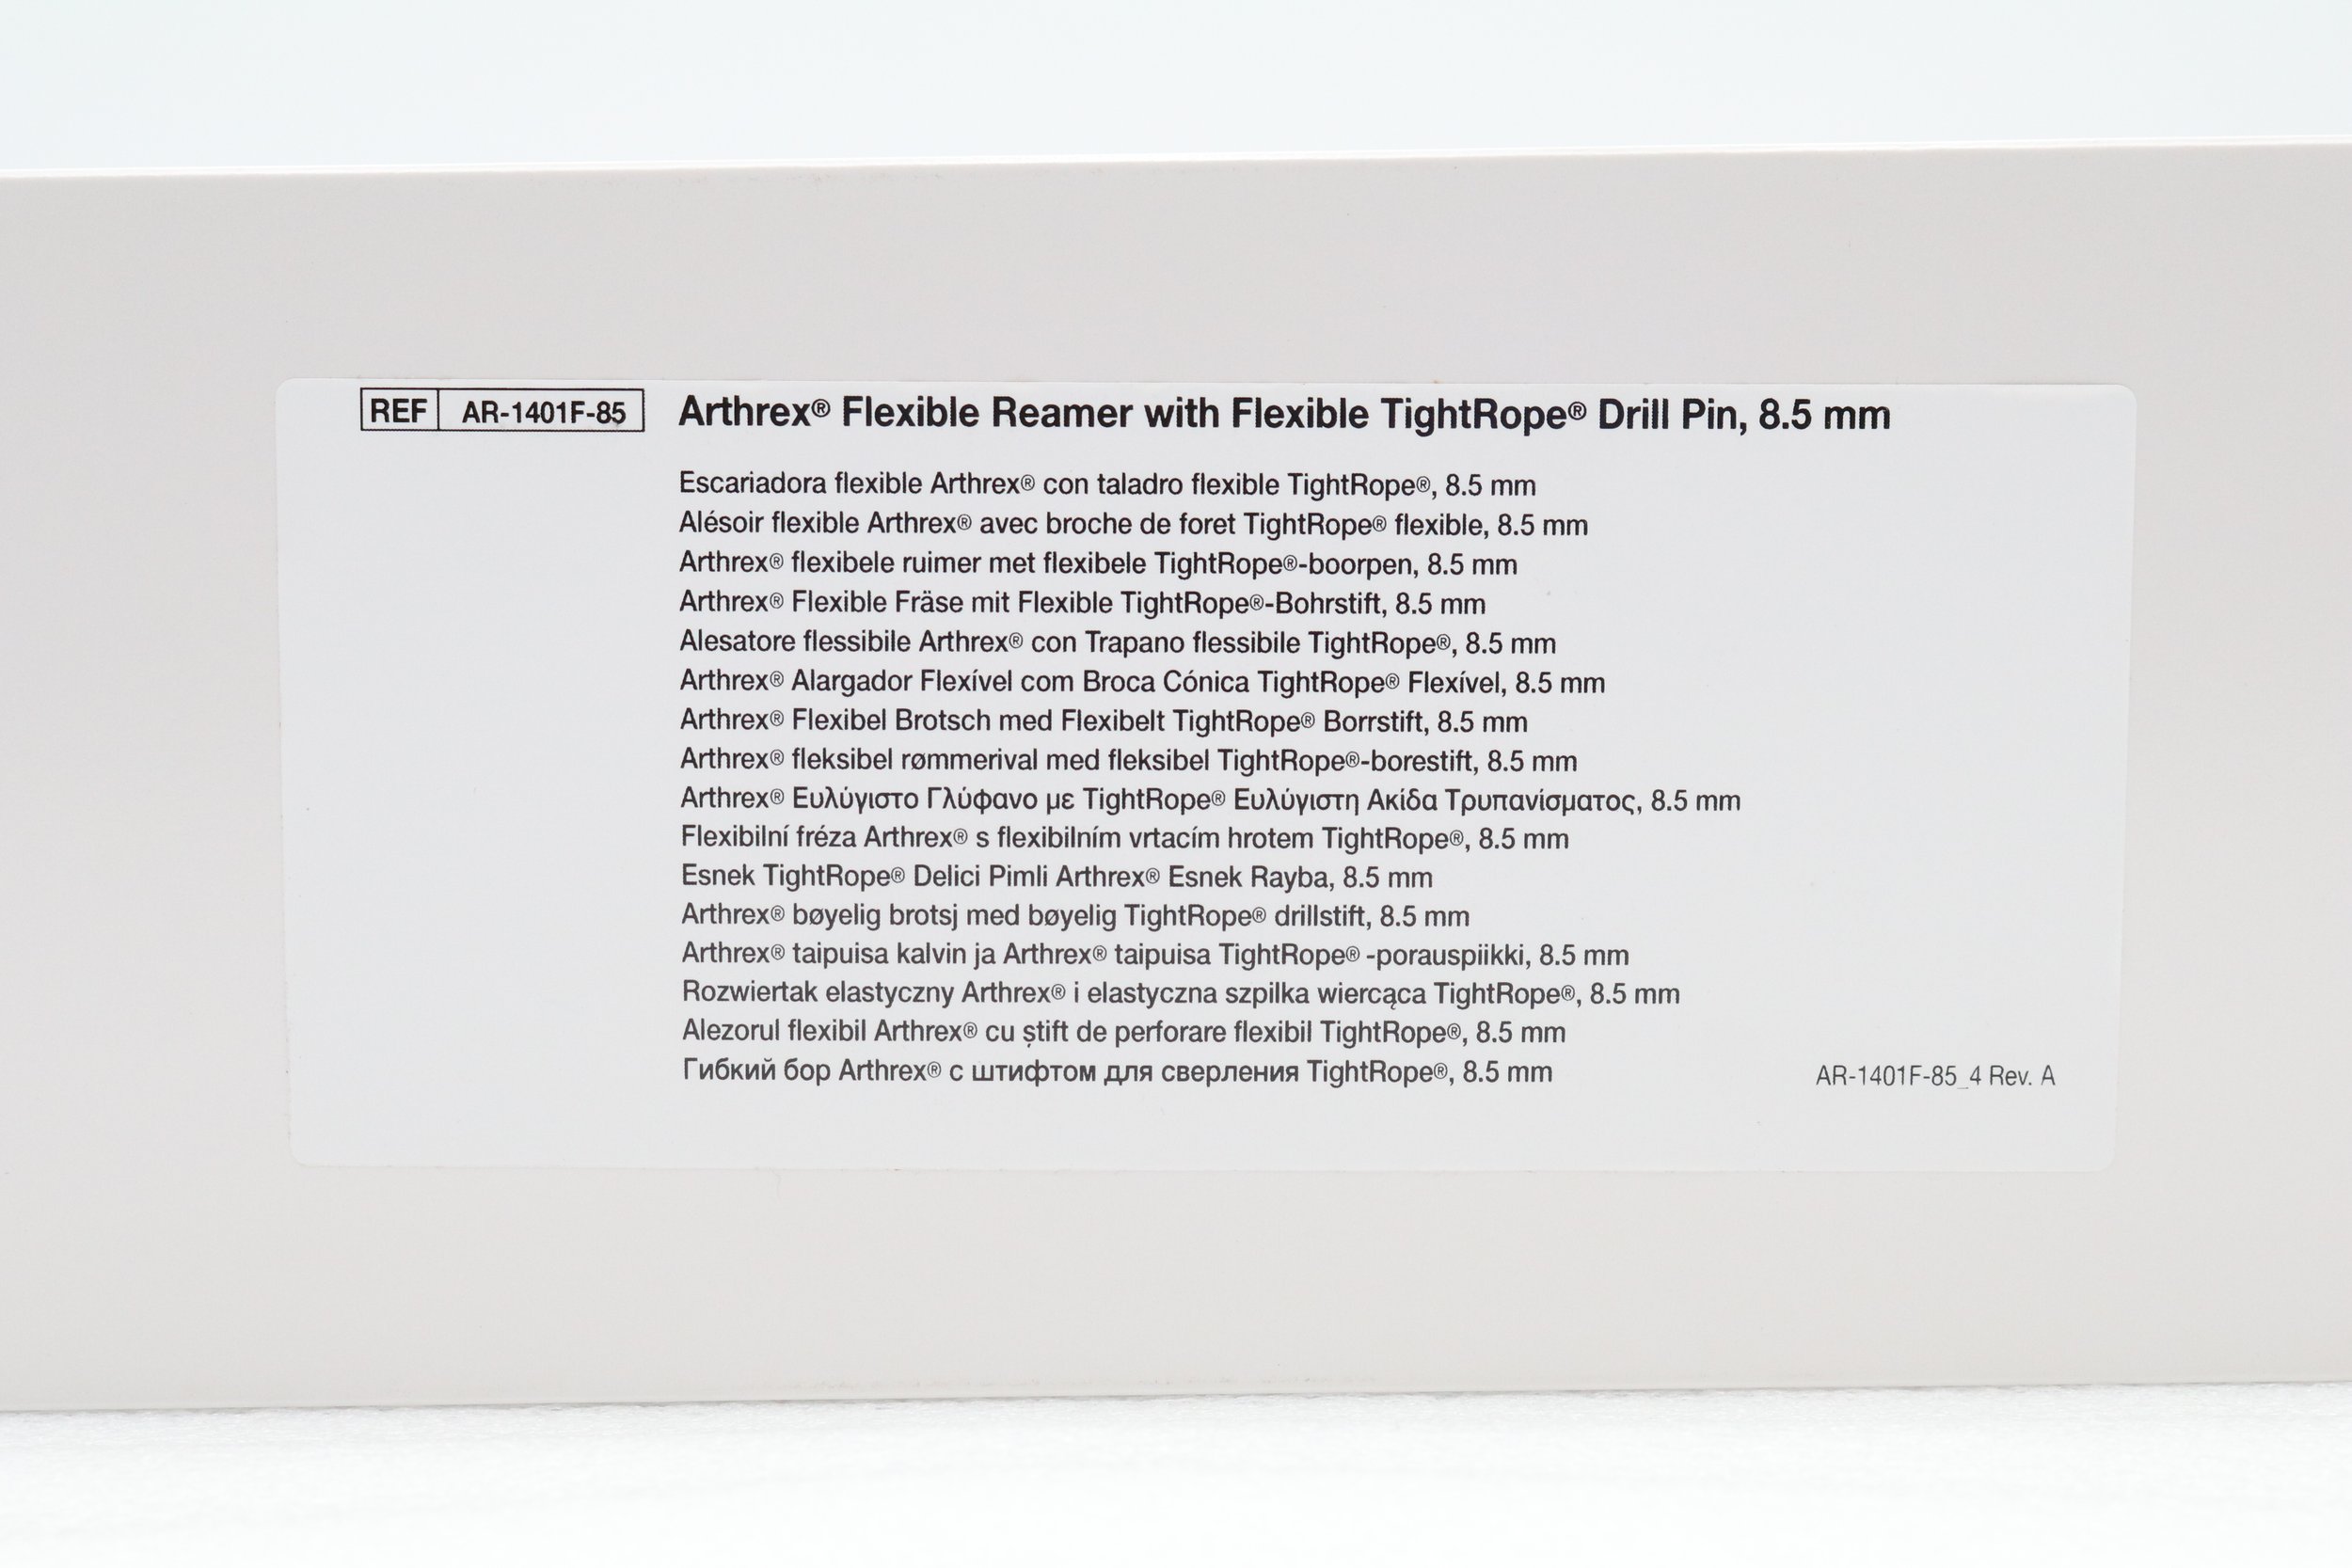 REF AR-1401F-85 Arthrex® Flexible Reamer with Flexible TightRope® Drill Pin, 8.5 mm
Escariadora flexible Arthrex® con taladro flexible TightRope®, 8.5 mm
Alésoir flexible Arthrex® avec broche de foret TightRope® flexible, 8.5 mm
Arthrex® flexibele ruimer met flexibele TightRope®-boorpen, 8.5 mm
Arthrex® Flexible Fräse mit Flexible TightRope®-Bohrstift, 8.5 mm
Alesatore flessibile Arthrex® con Trapano flessibile TightRope®, 8.5 mm
Arthrex® Alargador Flexível com Broca Cónica TightRope® Flexível, 8.5 mm
Arthrex® Flexibel Brotsch med Flexibelt TightRope® Borrstift, 8.5 mm
Arthrex® fleksibel rømmerival med fleksibel TightRope®-borestift, 8.5 mm
Arthrex® Ευλύγιστο Γλύφανο με TightRope® Ευλύγιστη Ακίδα Τρυπανίσματος, 8.5 mm
Flexibilní fréza Arthrex® s flexibilním vrtacím hrotem TightRope®, 8.5 mm
Esnek TightRope® Delici Pimli Arthrex® Esnek Rayba, 8.5 mm
Arthrex® bøyelig brotsj med bøyelig TightRope® drillstift, 8.5 mm
Arthrex® taipuisa kalvin ja Arthrex® taipuisa TightRope® -porauspiikki, 8.5 mm
Rozwiertak elastyczny Arthrex® i elastyczna szpilka wiercąca TightRope®, 8.5 mm
Alezorul flexibil Arthrex® cu știft de perforare flexibil TightRope®, 8.5 mm
Гибкий бор Arthrex® с штифтом для сверления TightRope®, 8.5 mm
AR-1401F-85_4 Rev. A